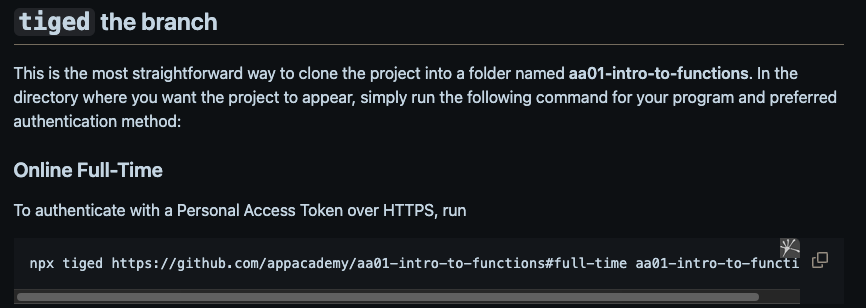 tiged the branch
This is the most straightforward way to clone the project into a folder named aa01-intro-to-functions. In the
directory where you want the project to appear, simply run the following command for your program and preferred
authentication method:
Online Full-Time
To authenticate with a Personal Access Token over HTTPS, run
npx tiged https://github.com/appacademy/aa01-intro-to-functions#full-time aa01-intro-to-functi